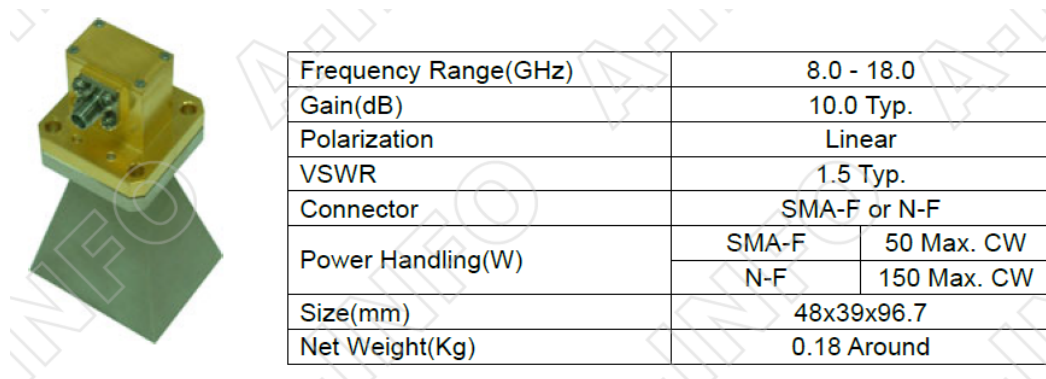 Frequency Range(GHz) 8.0 - 18.0
Gain(dB) 10.0 Typ.
Polarization Linear
VSWR 1.5 Typ.
Connector SMA-F or N-F
Power Handling(W) SMA-F 50 Max. CW
N-F 150 Max. CW
Size(mm) 48x39x96.7
Net Weight(Kg) 0.18 Around
A-INFO